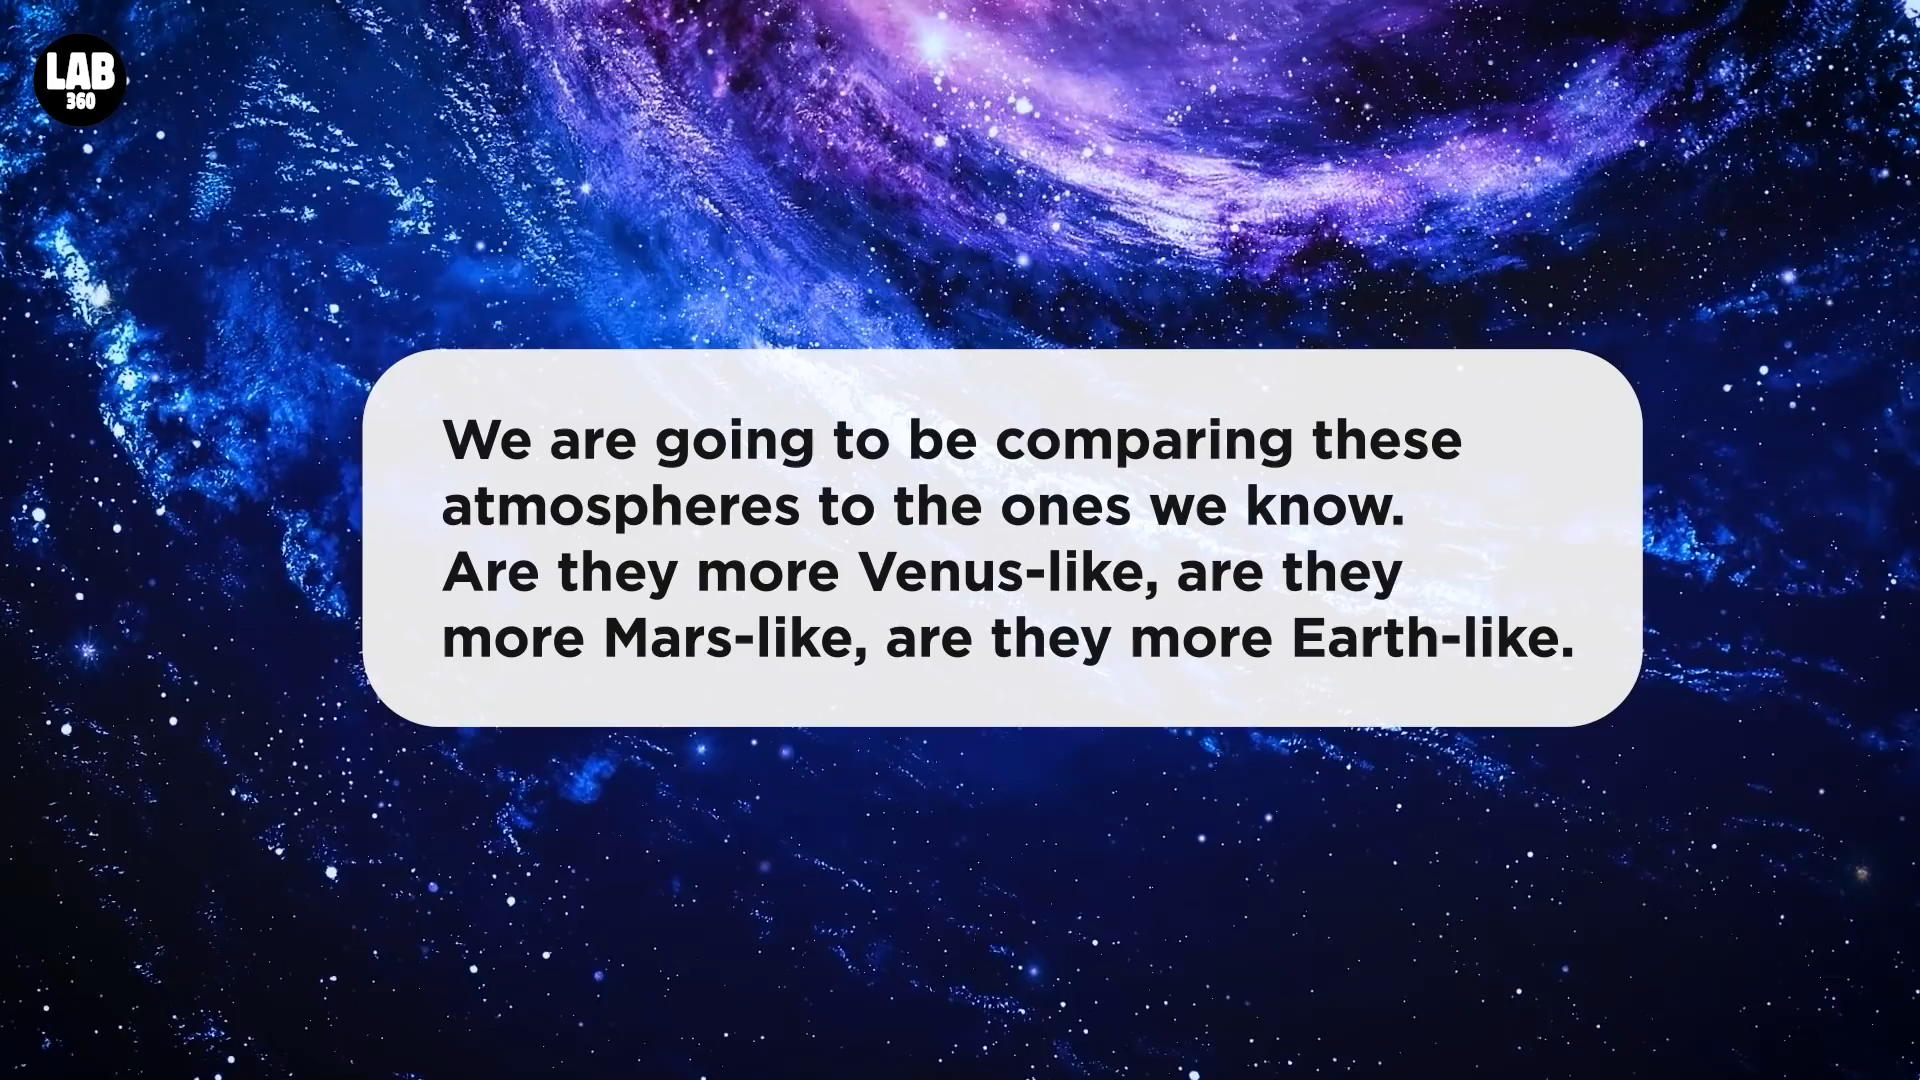 LAB
360
We are going to be comparing these
atmospheres to the ones we know.
Are they more Venus-like, are they
more Mars-like, are they more Earth-like.